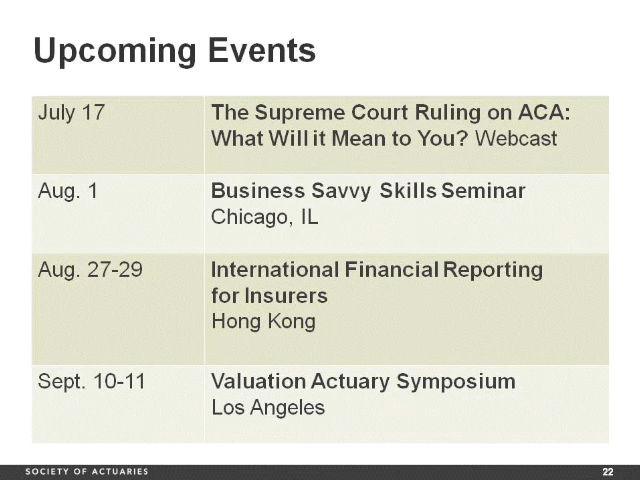 Upcoming Events
July 17
The Supreme Court Ruling on ACA:
What Will it Mean to You? Webcast
Aug. 1
Business Savvy Skills Seminar
Chicago, IL
Aug. 27-29
International Financial Reporting
for Insurers
Hong Kong
Sept. 10-11
Valuation Actuary Symposium
Los Angeles
SOCIETY OF ACTUARIES
22